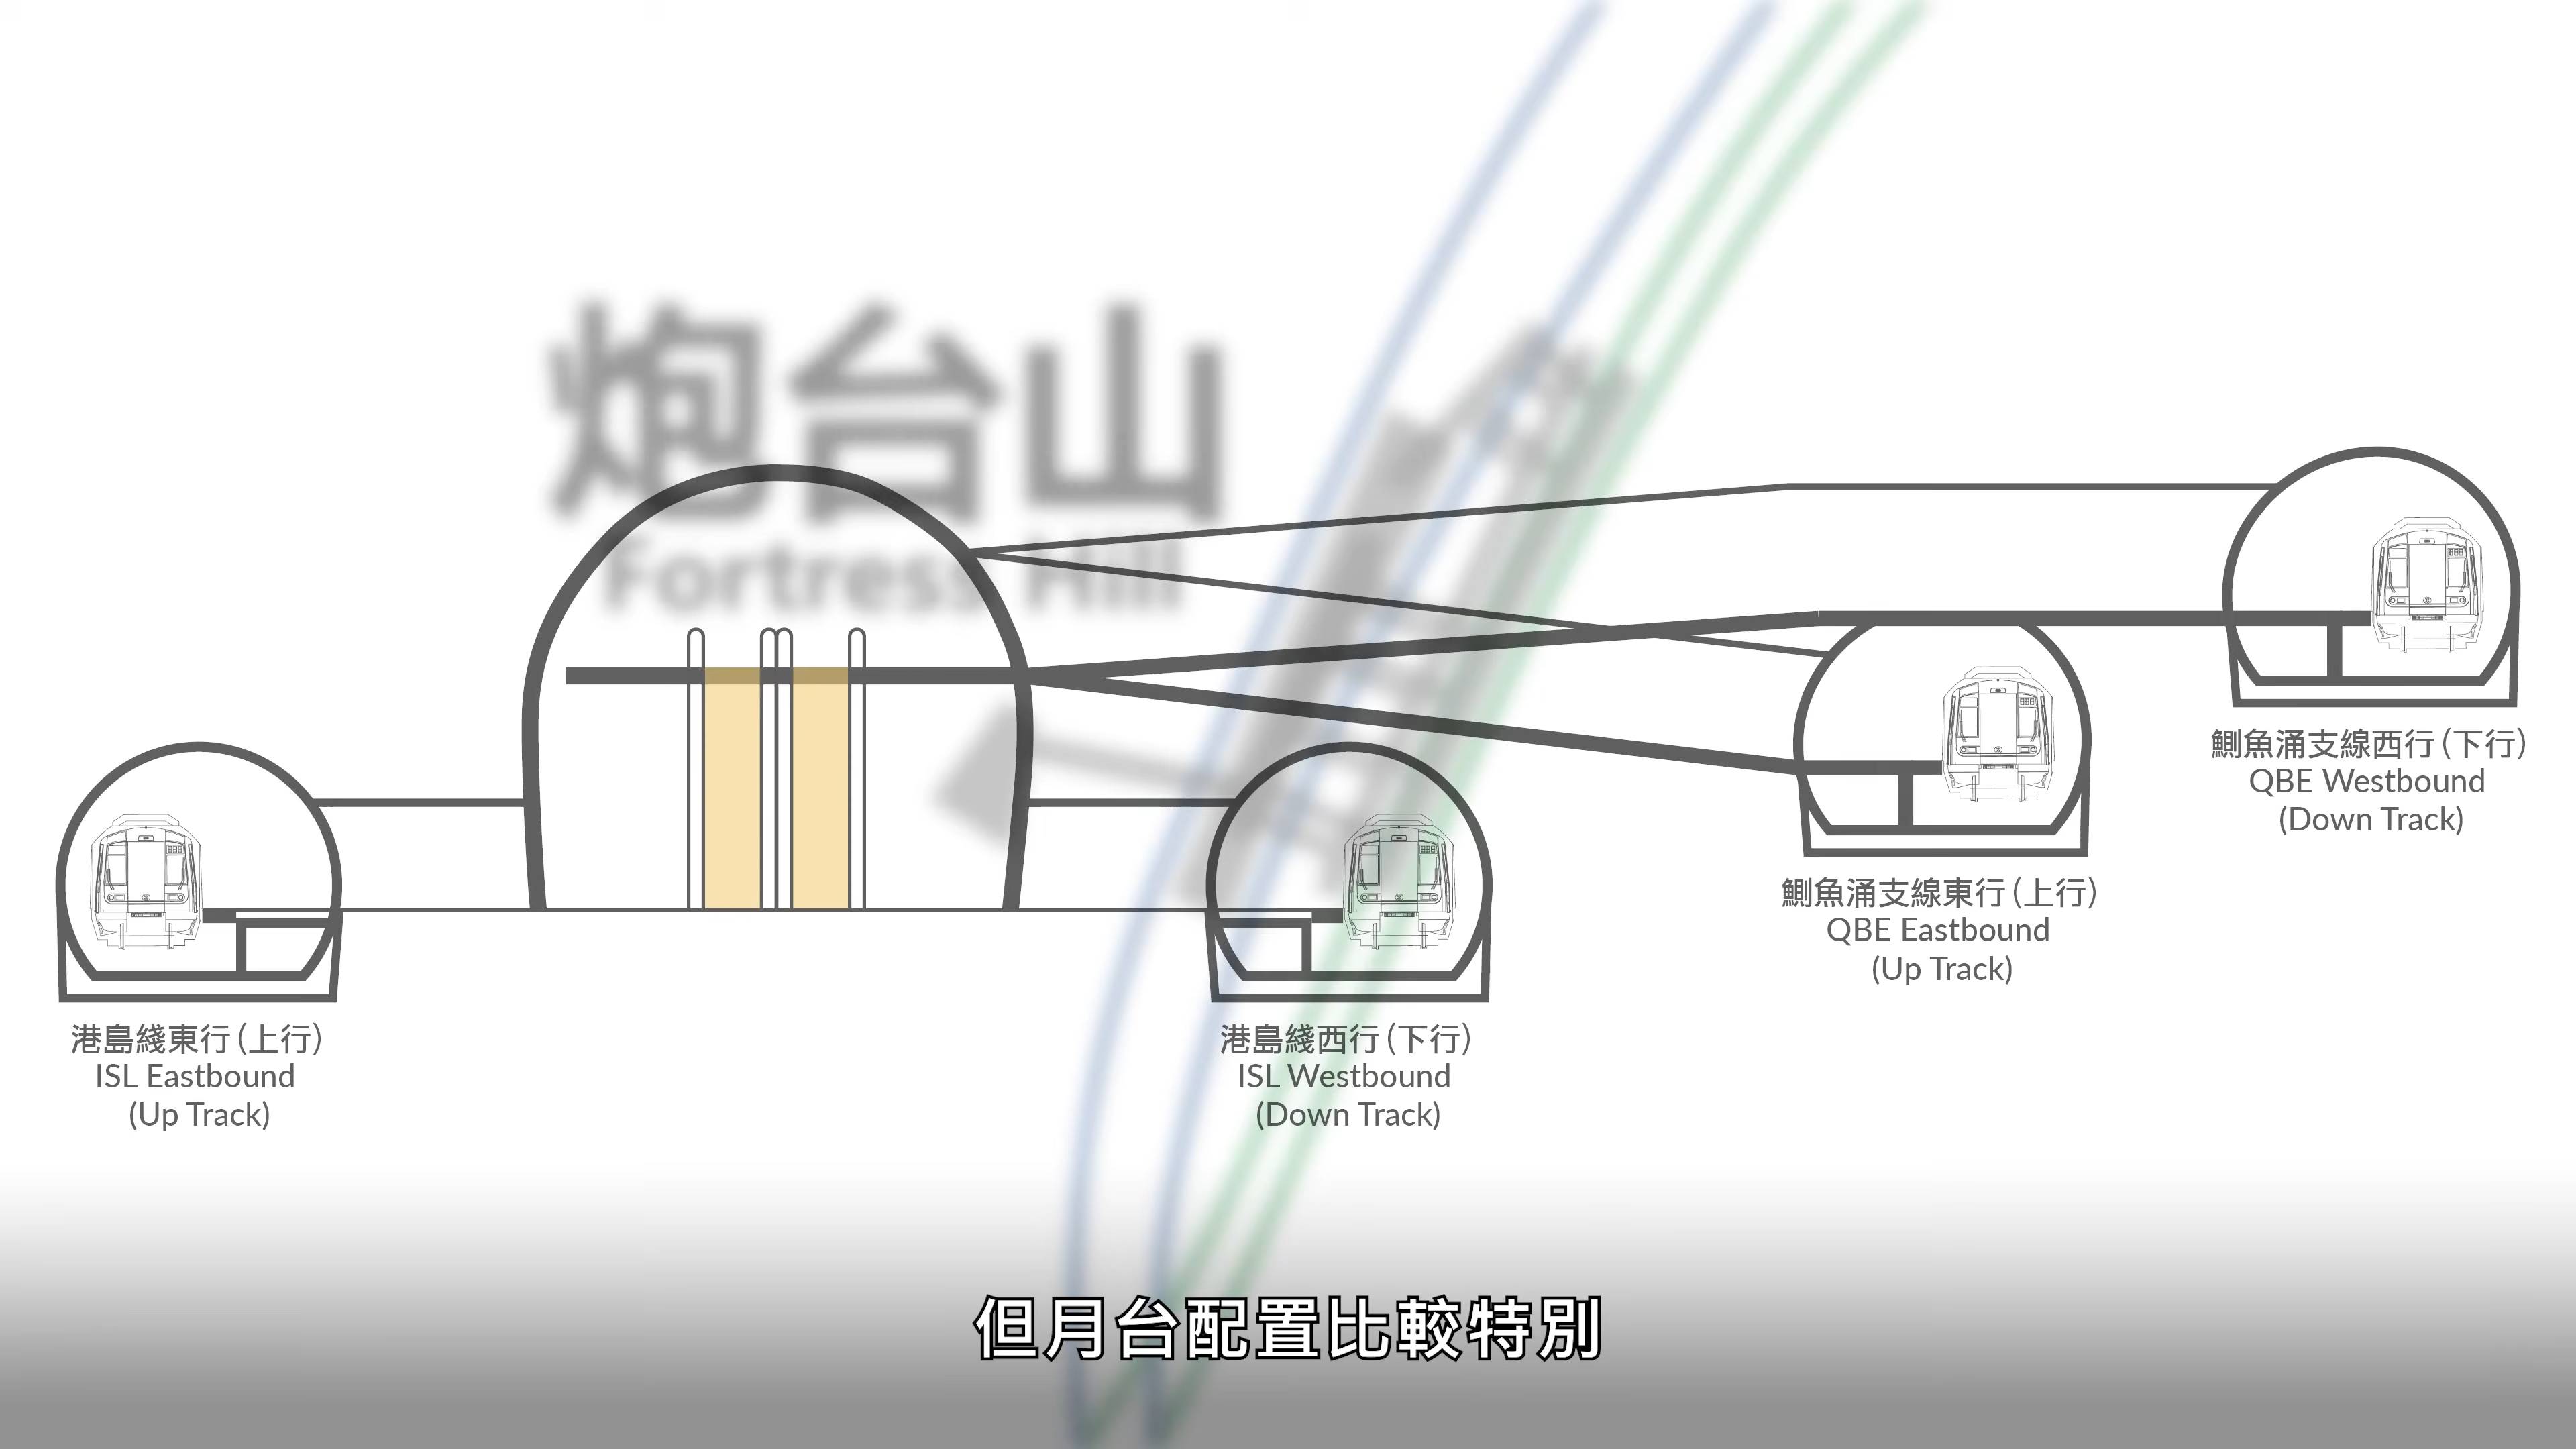 炮台山
Fortress Hill
鰂魚涌支線西行（下行）
QBE Westbound
(Down Track)
鰂魚涌支線東行（上行）
QBE Eastbound
(Up Track)
港島綫東行（上行）
ISL Eastbound
(Up Track)
港島綫西行（下行）
ISL Westbound
(Down Track)
但月台配置比較特別